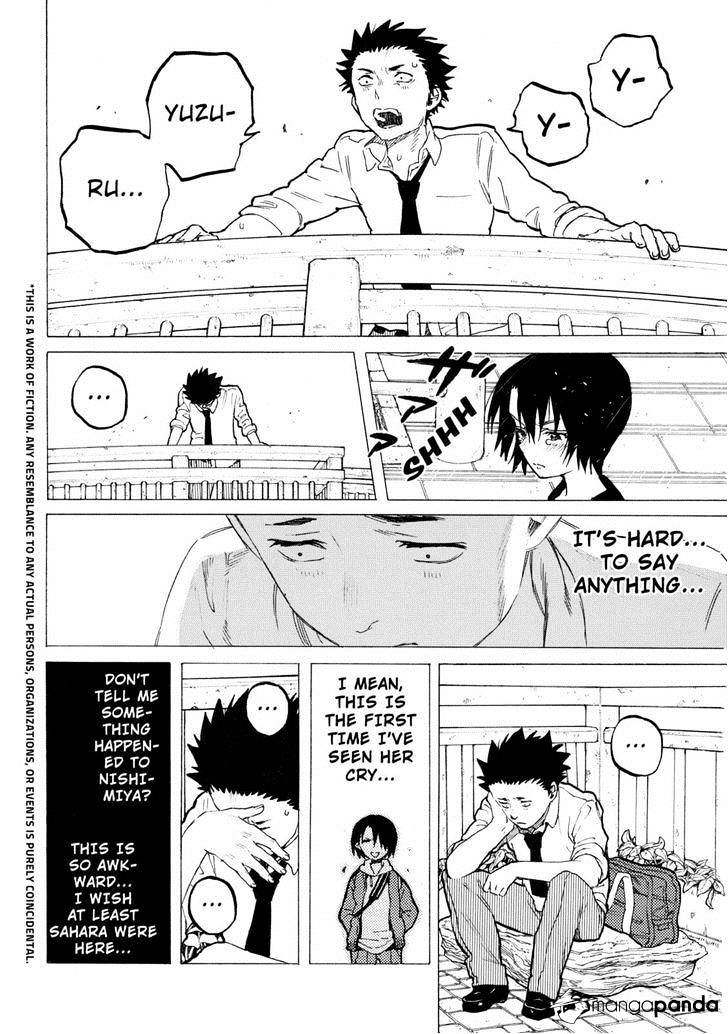 Y-
Y-
YUZU-
RU...
SHHH
...
IT'S HARD...
TO SAY
ANYTHING...
...
I MEAN,
THIS IS
THE FIRST
TIME I'VE
SEEN HER
CRY...
...
...
DON'T
TELL ME
SOME-
THING
HAPPEN-
ED TO
NISHI-
MIYA?
THIS IS
SO AWK-
WARD...
I WISH
AT LEAST
SAHARA WERE
HERE...
*THIS IS A WORK OF FICTION. ANY RESEMBLANCE TO ANY ACTUAL PERSONS, ORGANIZATIONS, OR EVENTS IS PURELY COINCIDENTAL.
mangapanda